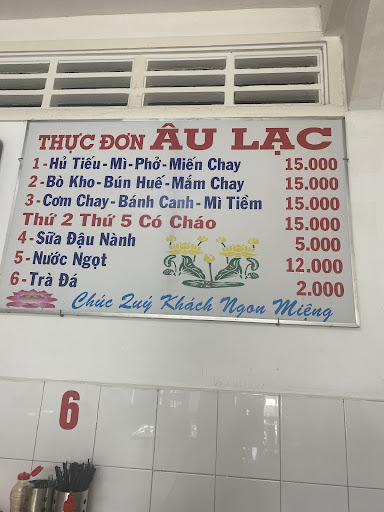 THỰC ĐƠN ÂU LẠC
1-Hủ Tiếu-Mì-Phở-Miến Chay 15.000
2-Bò Kho-Bún Huế-Mắm Chay 15.000
3-Cơm Chay-Bánh Canh-Mì Tiềm 15.000
Thứ 2 Thứ 5 Có Cháo 15.000
4-Sữa Đậu Nành 5.000
5-Nước Ngọt 12.000
6-Trà Đá 2.000
Chúc Quý Khách Ngon Miệng
6